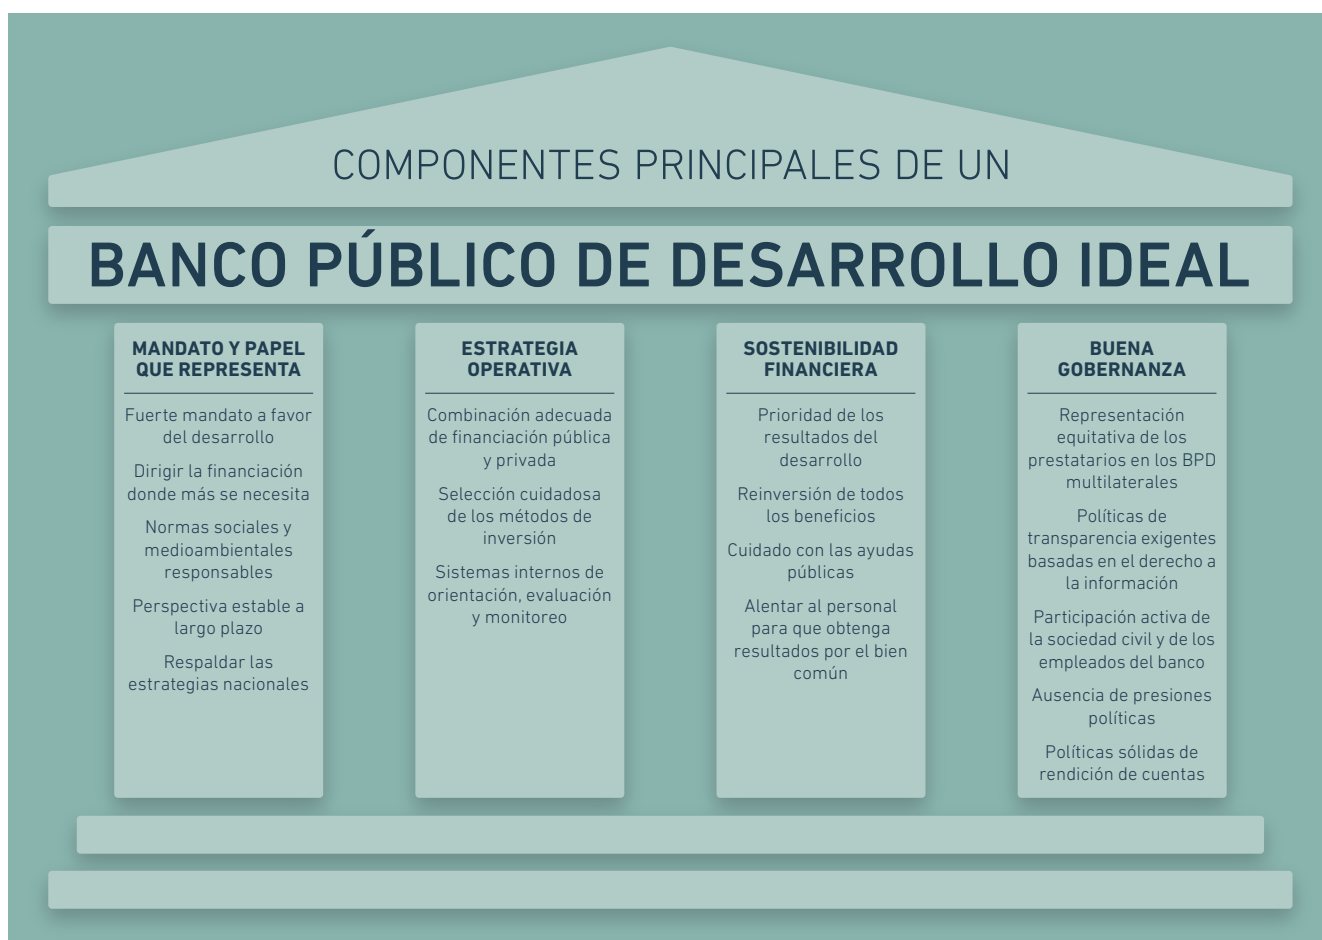 COMPONENTES PRINCIPALES DE UN
BANCO PÚBLICO DE DESARROLLO IDEAL
MANDATO Y PAPEL
QUE REPRESENTA
Fuerte mandato a favor
del desarrollo
Dirigir la financiación
donde más se necesita
Normas sociales y
medioambientales
responsables
Perspectiva estable a
largo plazo
Respaldar las
estrategias nacionales
ESTRATEGIA
OPERATIVA
Combinación adecuada
de financiación pública
y privada
Selección cuidadosa
de los métodos de
inversión
Sistemas internos de
orientación, evaluación
y monitoreo
SOSTENIBILIDAD
FINANCIERA
Prioridad de los
resultados del
desarrollo
Reinversión de todos
los beneficios
Cuidado con las ayudas
públicas
Alentar al personal
para que obtenga
resultados por el bien
común
BUENA
GOBERNANZA
Representación
equitativa de los
prestatarios en los BPD
multilaterales
Políticas de
transparencia exigentes
basadas en el derecho a
la información
Participación activa de
la sociedad civil y de los
empleados del banco
Ausencia de presiones
políticas
Políticas sólidas de
rendición de cuentas